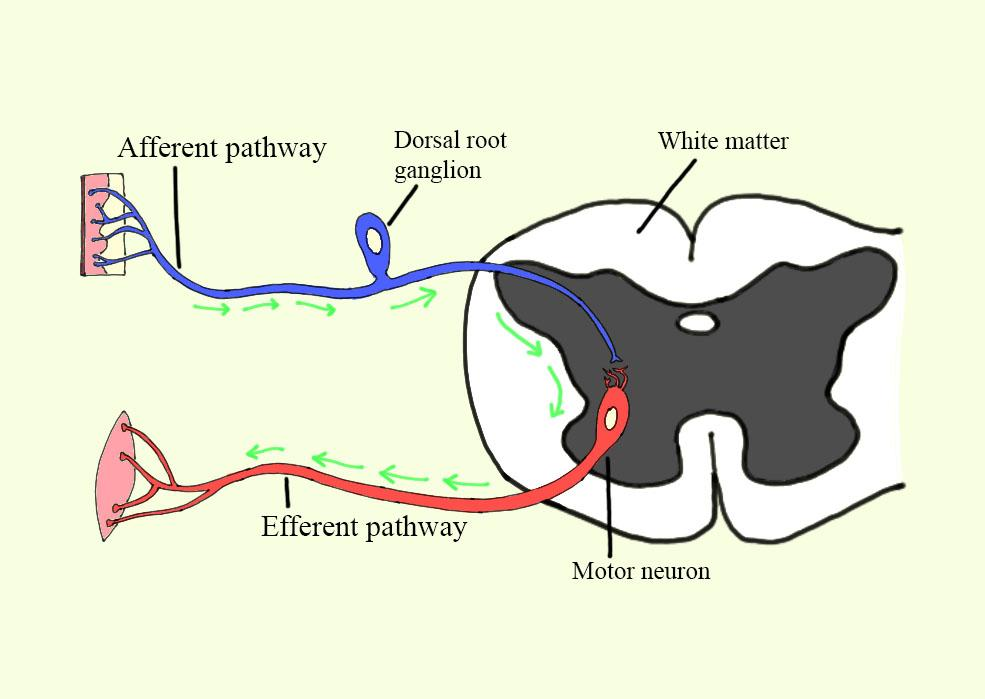 Afferent pathway
Dorsal root
ganglion
White matter
Efferent pathway
Motor neuron